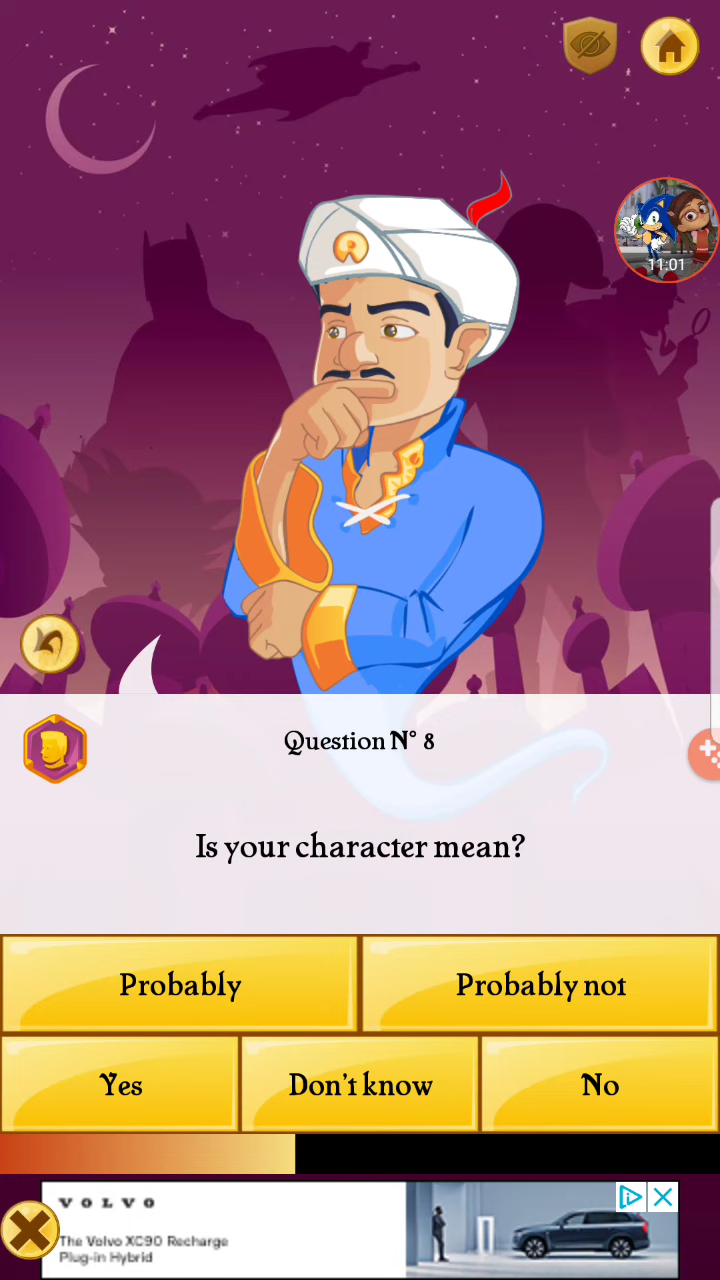 11:01
Question N° 8
Is your character mean?
Probably
Probably not
Yes
Don't know
No
VOLVO
The Volvo XC90 Recharge
Plug-in Hybrid